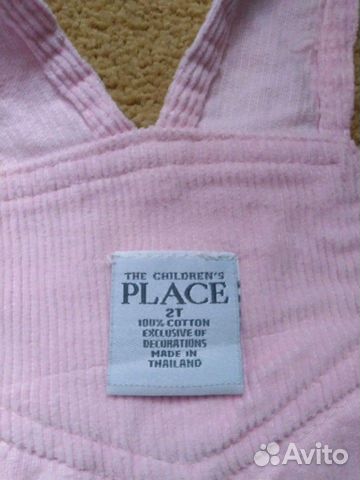 THE CHILDREN'S
PLACE
2T
100% COTTON
EXCLUSIVE OF
DECORATIONS
MADE IN
THAILAND
Avito